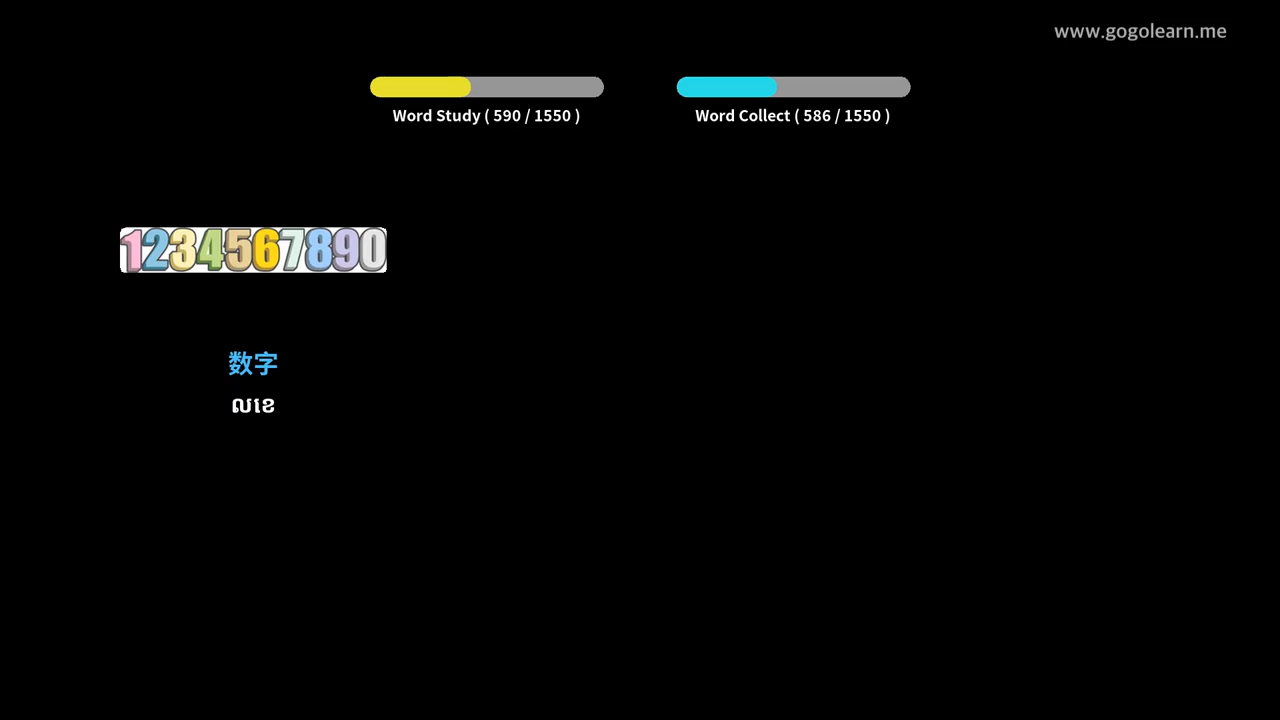 www.gogolearn.me
Word Study ( 590 / 1550 )
Word Collect ( 586 / 1550 )
1234567890
数字
លេខ